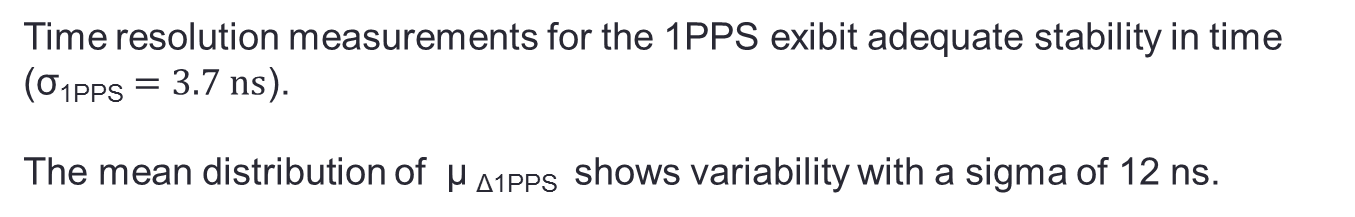 Time resolution measurements for the 1PPS exibit adequate stability in time
(σ1PPS = 3.7 ns).
The mean distribution of μ Δ1PPS shows variability with a sigma of 12 ns.